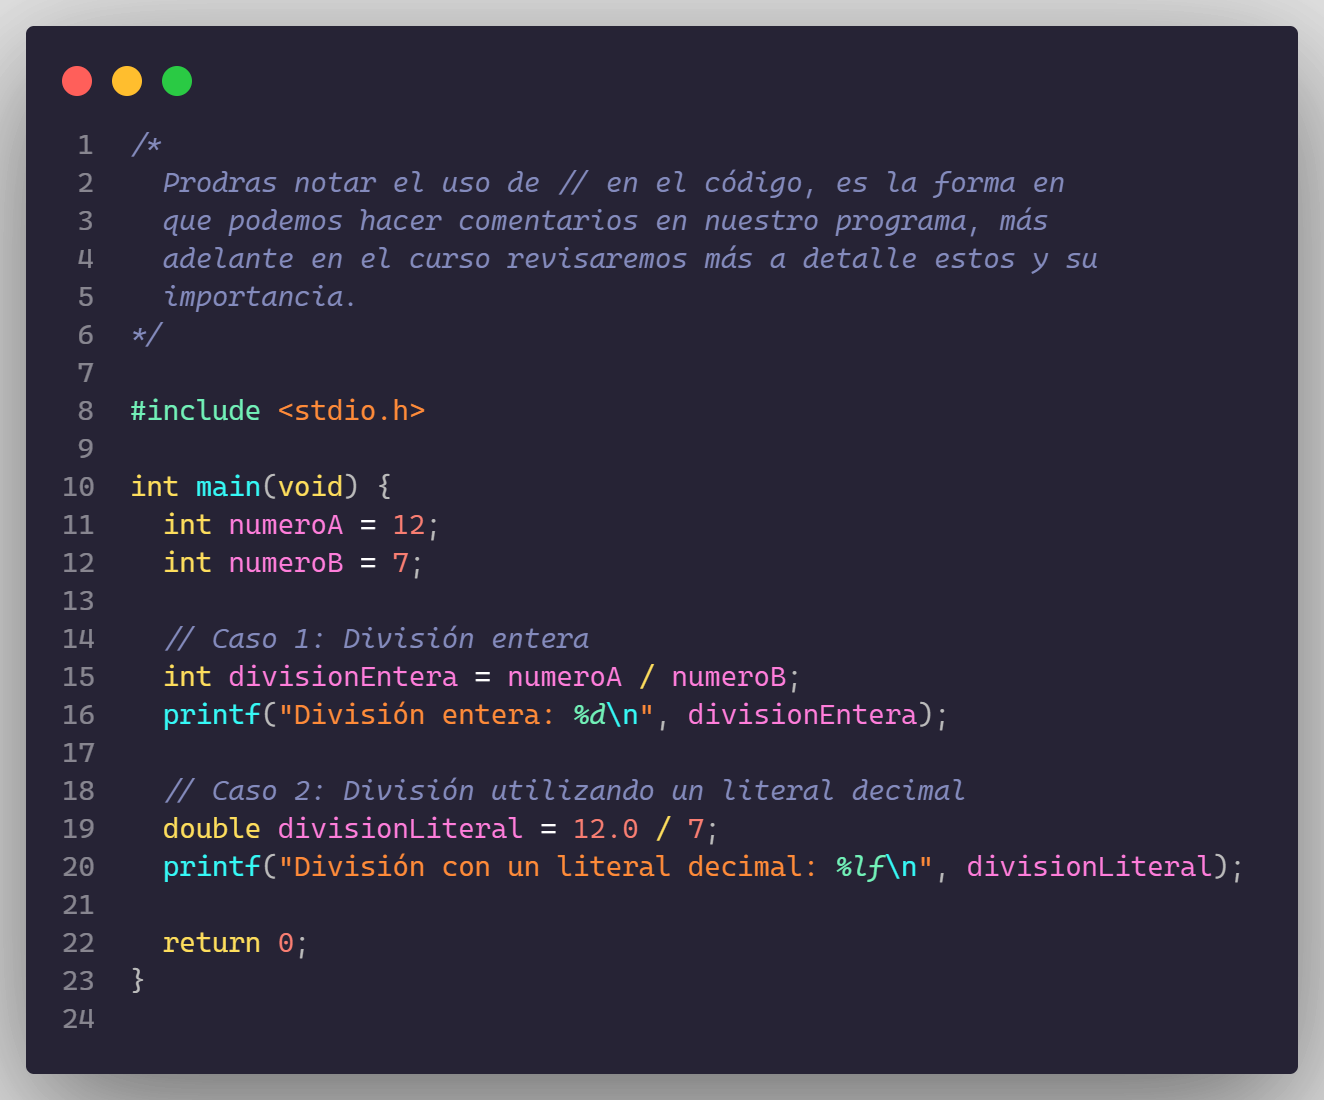 1 /*
2 Prodras notar el uso de // en el código, es la forma en
3 que podemos hacer comentarios en nuestro programa, más
4 adelante en el curso revisaremos más a detalle estos y su
5 importancia.
6 */
7
8 #include <stdio.h>
9
10 int main(void) {
11 int numeroA = 12;
12 int numeroB = 7;
13
14 // Caso 1: División entera
15 int divisionEntera = numeroA / numeroB;
16 printf("División entera: %d\n", divisionEntera);
17
18 // Caso 2: División utilizando un literal decimal
19 double divisionLiteral = 12.0 / 7;
20 printf("División con un literal decimal: %lf\n", divisionLiteral);
21
22 return 0;
23 }
24